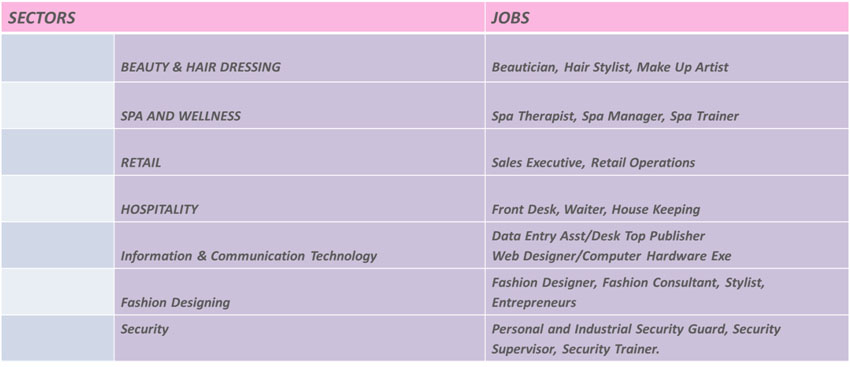 SECTORS JOBS
BEAUTY & HAIR DRESSING Beautician, Hair Stylist, Make Up Artist
SPA AND WELLNESS Spa Therapist, Spa Manager, Spa Trainer
RETAIL Sales Executive, Retail Operations
HOSPITALITY Front Desk, Waiter, House Keeping
Data Entry Asst/Desk Top Publisher
Information & Communication Technology Web Designer/Computer Hardware Exe
Fashion Designer, Fashion Consultant, Stylist,
Fashion Designing Entrepreneurs
Security Personal and Industrial Security Guard, Security
Supervisor, Security Trainer.